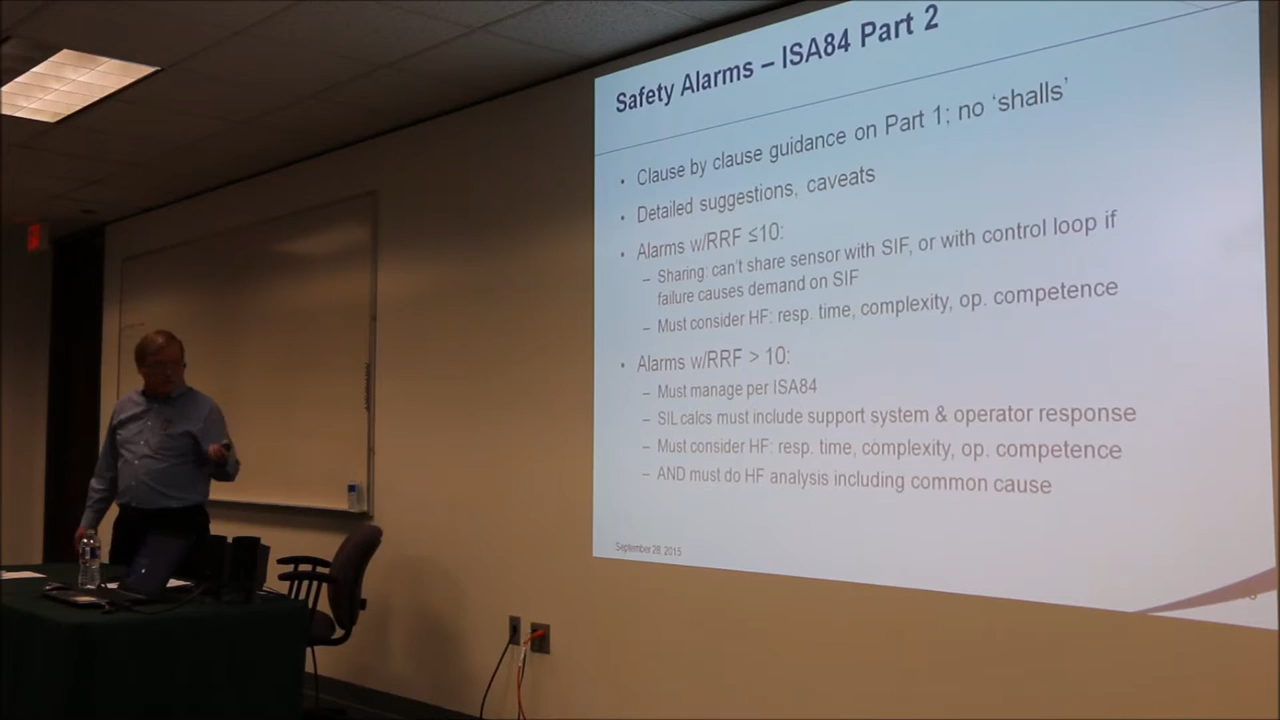 Safety Alarms – ISA84 Part 2
• Clause by clause guidance on Part 1; no ‘shalls’
• Detailed suggestions, caveats
• Alarms w/RRF ≤10:
– Sharing: can’t share sensor with SIF, or with control loop if
failure causes demand on SIF
– Must consider HF: resp. time, complexity, op. competence
• Alarms w/RRF > 10:
– Must manage per ISA84
– SIL calcs must include support system & operator response
– Must consider HF: resp. time, complexity, op. competence
– AND must do HF analysis including common cause
September 28, 2015